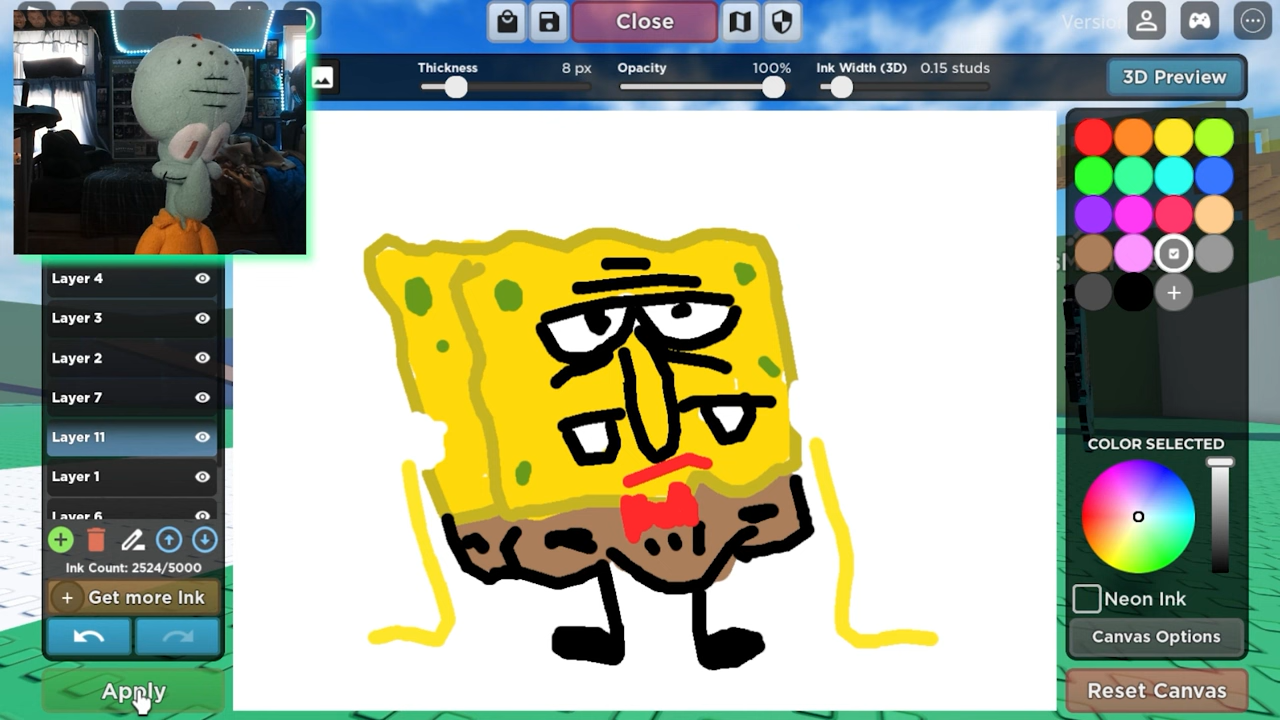 Close
Version
Thickness 8 px
Opacity 100%
Ink Width (3D) 0.15 studs
3D Preview
Layer 4
Layer 3
Layer 2
Layer 7
Layer 11
Layer 1
Layer 6
Ink Count: 2524/5000
+ Get more Ink
Apply
COLOR SELECTED
Neon Ink
Canvas Options
Reset Canvas